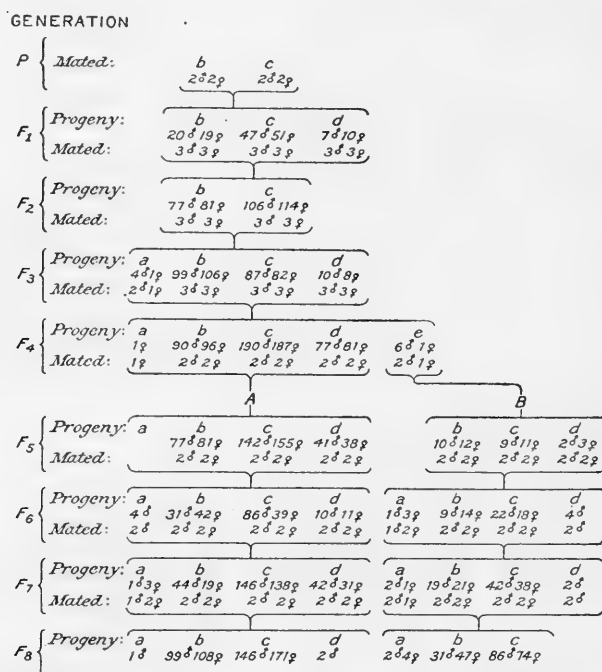 GENERATION
P { Mated: b c
2♂2♀ 2♂2♀
F1 { Progeny: b c d
20♂19♀ 47♂51♀ 7♂10♀
Mated: 3♂3♀ 3♂3♀ 3♂3♀
F2 { Progeny: b c
77♂81♀ 106♂114♀
Mated: 3♂3♀ 3♂3♀
F3 { Progeny: a b c d
4♂1♀ 99♂106♀ 87♂82♀ 10♂8♀
Mated: 2♂1♀ 3♂3♀ 3♂3♀ 3♂3♀
F4 { Progeny: a b c d e
1♀ 90♂96♀ 190♂187♀ 77♂81♀ 6♂1♀
Mated: 1♀ 2♂2♀ 2♂2♀ 2♂2♀ 2♂1♀
A B
F5 { Progeny: a b c d b c d
77♂81♀ 142♂155♀ 41♂38♀ 10♂12♀ 9♂11♀ 2♂3♀
Mated: 2♂2♀ 2♂2♀ 2♂2♀ 2♂2♀ 2♂2♀ 2♂2♀
F6 { Progeny: a b c d a b c d
4♂ 31♂42♀ 86♂39♀ 10♂11♀ 1♂3♀ 9♂14♀ 22♂18♀ 4♂
Mated: 2♂ 2♂2♀ 2♂2♀ 2♂2♀ 1♂2♀ 2♂2♀ 2♂2♀ 2♂
F7 { Progeny: a b c d a b c d
1♂3♀ 44♂19♀ 146♂138♀ 42♂31♀ 2♂1♀ 19♂21♀ 42♂38♀ 2♂
Mated: 1♂2♀ 2♂2♀ 2♂2♀ 2♂2♀ 2♂1♀ 2♂2♀ 2♂2♀ 2♂
F8 { Progeny: a b c d a b c
1♂ 99♂108♀ 146♂171♀ 2♂ 2♂4♀ 31♂47♀ 86♂74♀